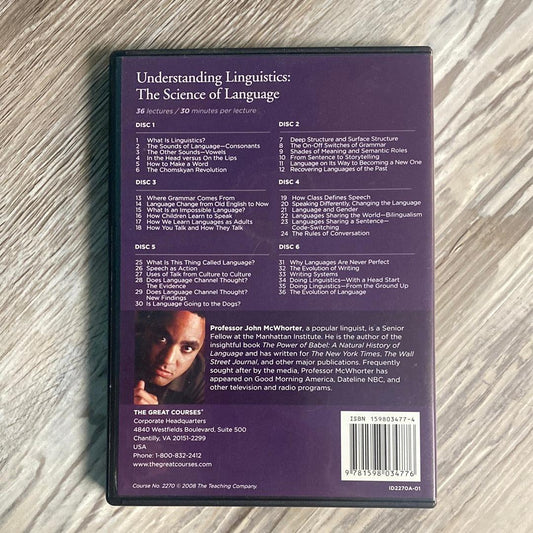 Understanding Linguistics:
The Science of Language
36 lectures / 30 minutes per lecture
DISC 1
1 What Is Linguistics?
2 The Sounds of Language—Consonants
3 The Other Sounds—Vowels
4 In the Head versus On the Lips
5 How to Make a Word
6 The Chomskyan Revolution
DISC 2
7 Deep Structure and Surface Structure
8 The On-Off Switches of Grammar
9 Shades of Meaning and Semantic Roles
10 From Sentence to Storytelling
11 Language on Its Way to Becoming a New One
12 Recovering Languages of the Past
DISC 3
13 Where Grammar Comes From
14 Language Change from Old English to Now
15 What Is an Impossible Language?
16 How Children Learn to Speak
17 How We Learn Languages as Adults
18 How You Talk and How They Talk
DISC 4
19 How Class Defines Speech
20 Speaking Differently, Changing the Language
21 Language and Gender
22 Languages Sharing the World—Bilingualism
23 Languages Sharing a Sentence—
Code-Switching
24 The Rules of Conversation
DISC 5
25 What Is This Thing Called Language?
26 Speech as Action
27 Uses of Talk from Culture to Culture
28 Does Language Channel Thought?
The Evidence
29 Does Language Channel Thought?
New Findings
30 Is Language Going to the Dogs?
DISC 6
31 Why Languages Are Never Perfect
32 The Evolution of Writing
33 Writing Systems
34 Doing Linguistics—With a Head Start
35 Doing Linguistics—From the Ground Up
36 The Evolution of Language
Professor John McWhorter, a popular linguist, is a Senior
Fellow at the Manhattan Institute. He is the author of the
insightful book The Power of Babel: A Natural History of
Language and has written for The New York Times, The Wall
Street Journal, and other major publications. Frequently
sought after by the media, Professor McWhorter has
appeared on Good Morning America, Dateline NBC, and
other television and radio programs.
THE GREAT COURSES®
Corporate Headquarters
4840 Westfields Boulevard, Suite 500
Chantilly, VA 20151-2299
USA
Phone: 1-800-832-2412
www.thegreatcourses.com
ISBN 159803477-4
9 781598 034776
Course No. 2270 © 2008 The Teaching Company.
ID2270A-01